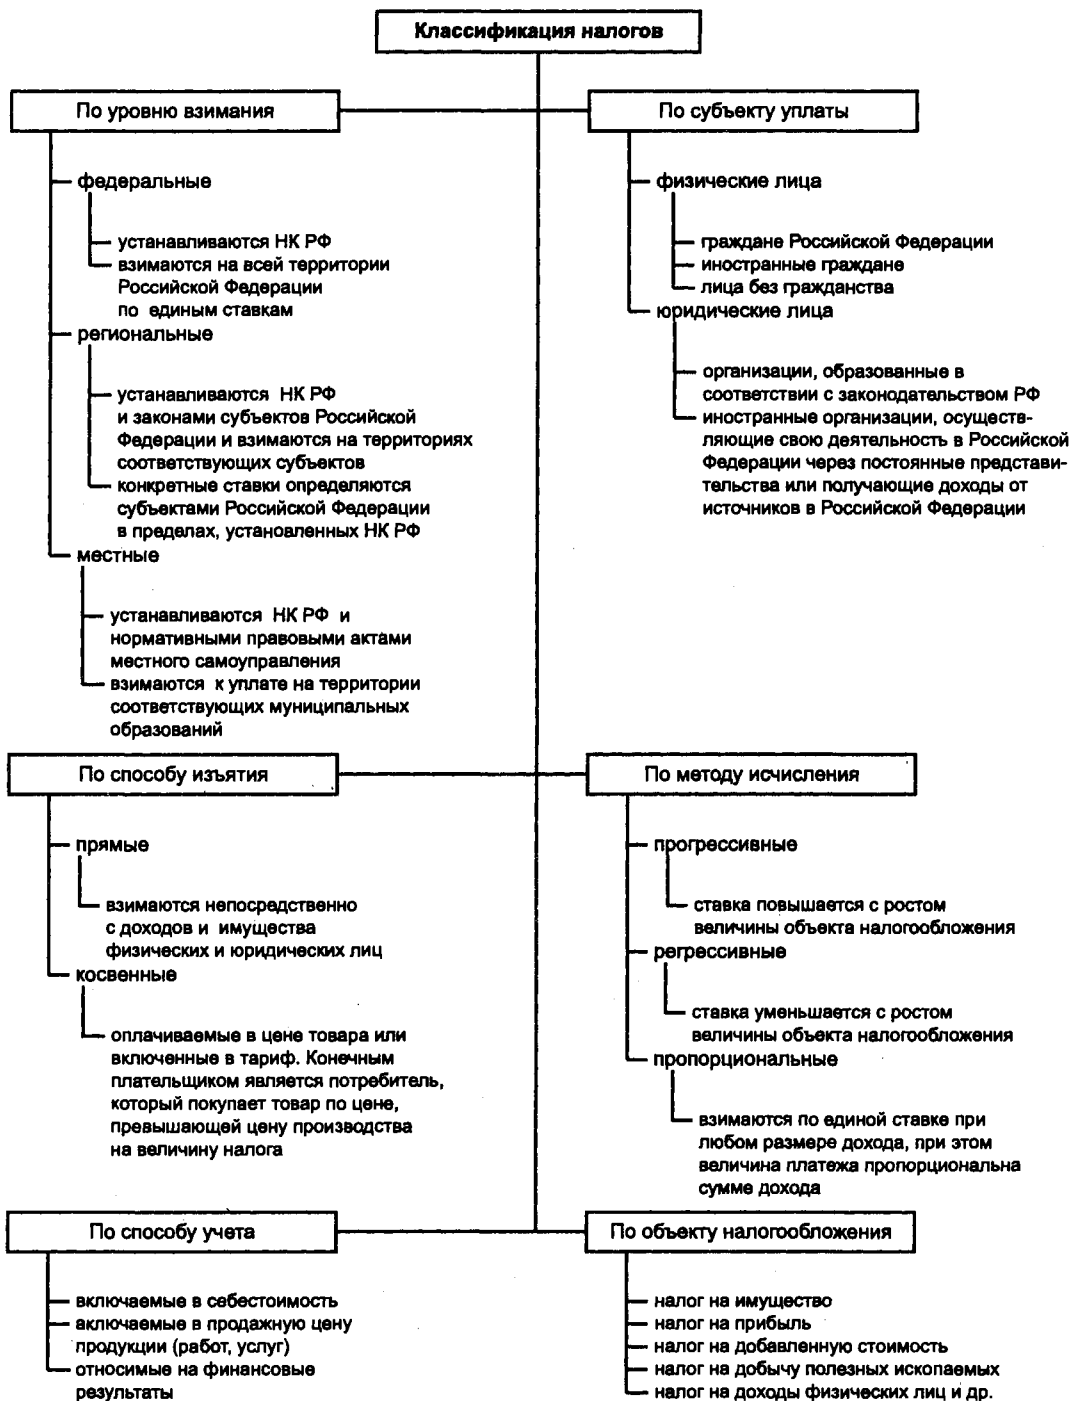 Классификация налогов
По уровню взимания
федеральные
устанавливаются НК РФ
взимаются на всей территории
Российской Федерации
по единым ставкам
региональные
устанавливаются НК РФ
и законами субъектов Российской
Федерации и взимаются на территориях
соответствующих субъектов
конкретные ставки определяются
субъектами Российской Федерации
в пределах, установленных НК РФ
местные
устанавливаются НК РФ и
нормативными правовыми актами
местного самоуправления
взимаются к уплате на территории
соответствующих муниципальных
образований
По субъекту уплаты
физические лица
граждане Российской Федерации
иностранные граждане
лица без гражданства
юридические лица
организации, образованные в
соответствии с законодательством РФ
иностранные организации, осуществ-
ляющие свою деятельность в Российской
Федерации через постоянные представи-
тельства или получающие доходы от
источников в Российской Федерации
По способу изъятия
прямые
взимаются непосредственно
с доходов и имущества
физических и юридических лиц
косвенные
оплачиваемые в цене товара или
включенные в тариф. Конечным
плательщиком является потребитель,
который покупает товар по цене,
превышающей цену производства
на величину налога
По методу исчисления
прогрессивные
ставка повышается с ростом
величины объекта налогообложения
регрессивные
ставка уменьшается с ростом
величины объекта налогообложения
пропорциональные
взимаются по единой ставке при
любом размере дохода, при этом
величина платежа пропорциональна
сумме дохода
По способу учета
включаемые в себестоимость
аключаемые в продажную цену
продукции (работ, услуг)
относимые на финансовые
результаты
По объекту налогообложения
налог на имущество
налог на прибыль
налог на добавленную стоимость
налог на добычу полезных ископаемых
налог на доходы физических лиц и др.